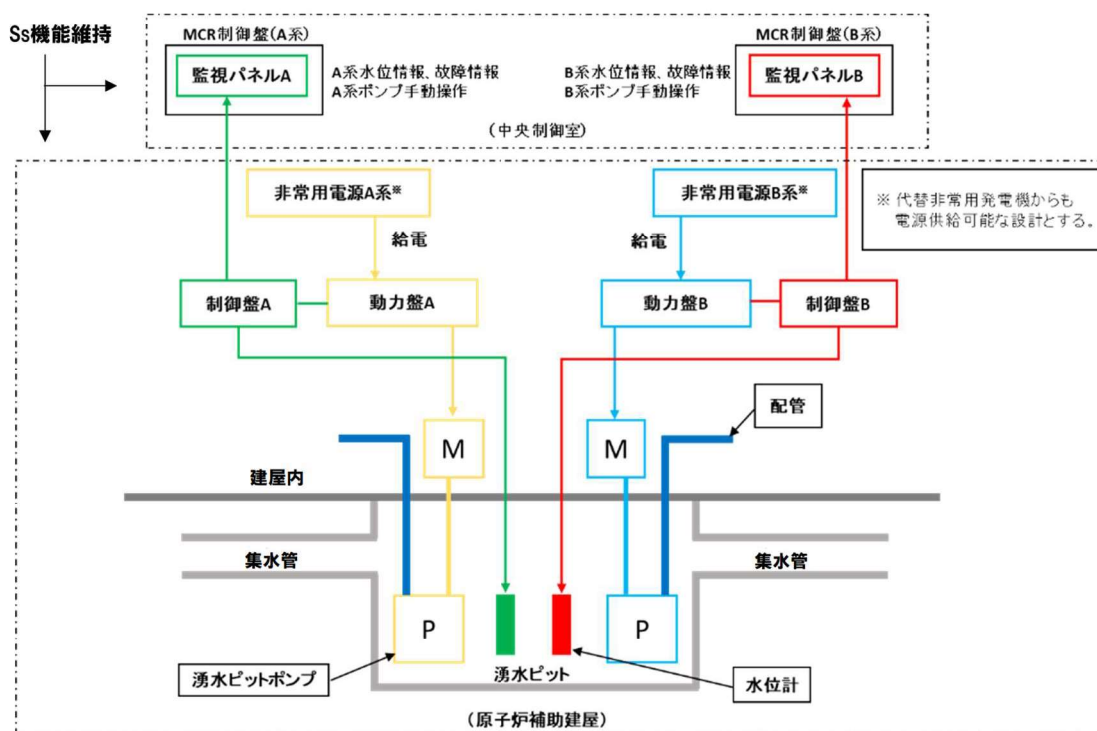 Ss機能維持
MCR制御盤(A系)
監視パネルA
A系水位情報、故障情報
A系ポンプ手動操作
MCR制御盤(B系)
監視パネルB
B系水位情報、故障情報
B系ポンプ手動操作
(中央制御室)
非常用電源A系※
非常用電源B系※
※ 代替非常用発電機からも
電源供給可能な設計とする。
給電
給電
制御盤A
動力盤A
動力盤B
制御盤B
配管
M
M
建屋内
集水管
集水管
P
P
湧水ピットポンプ
湧水ピット
水位計
(原子炉補助建屋)